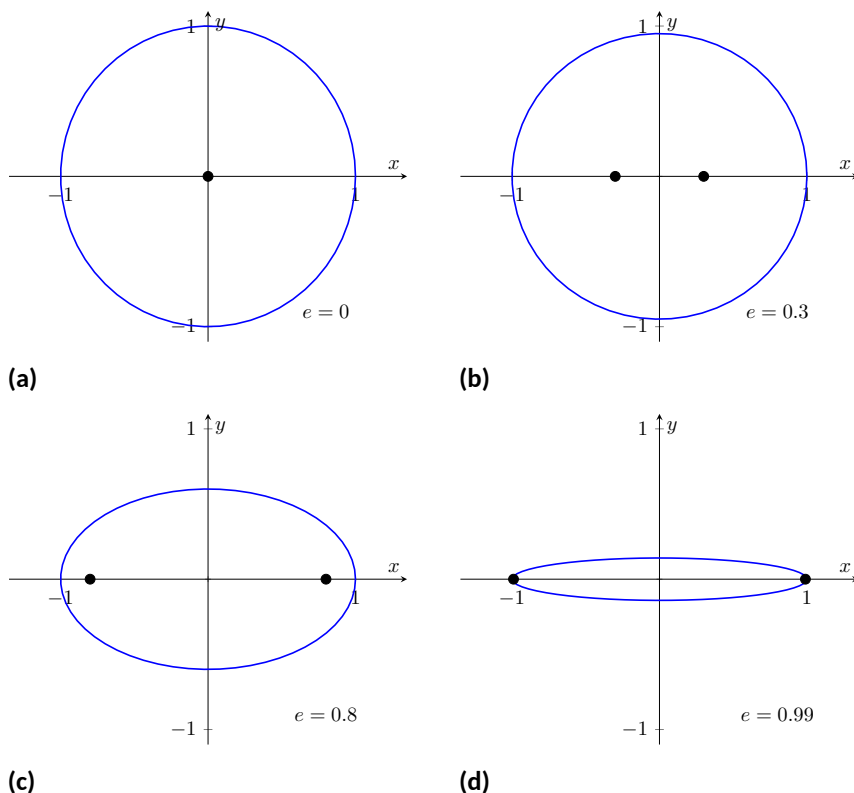 1
y
x
−1
1
−1
e = 0
(a)
1
y
x
−1
1
−1
e = 0.3
(b)
1
y
x
−1
1
−1
e = 0.8
(c)
1
y
x
−1
1
−1
e = 0.99
(d)